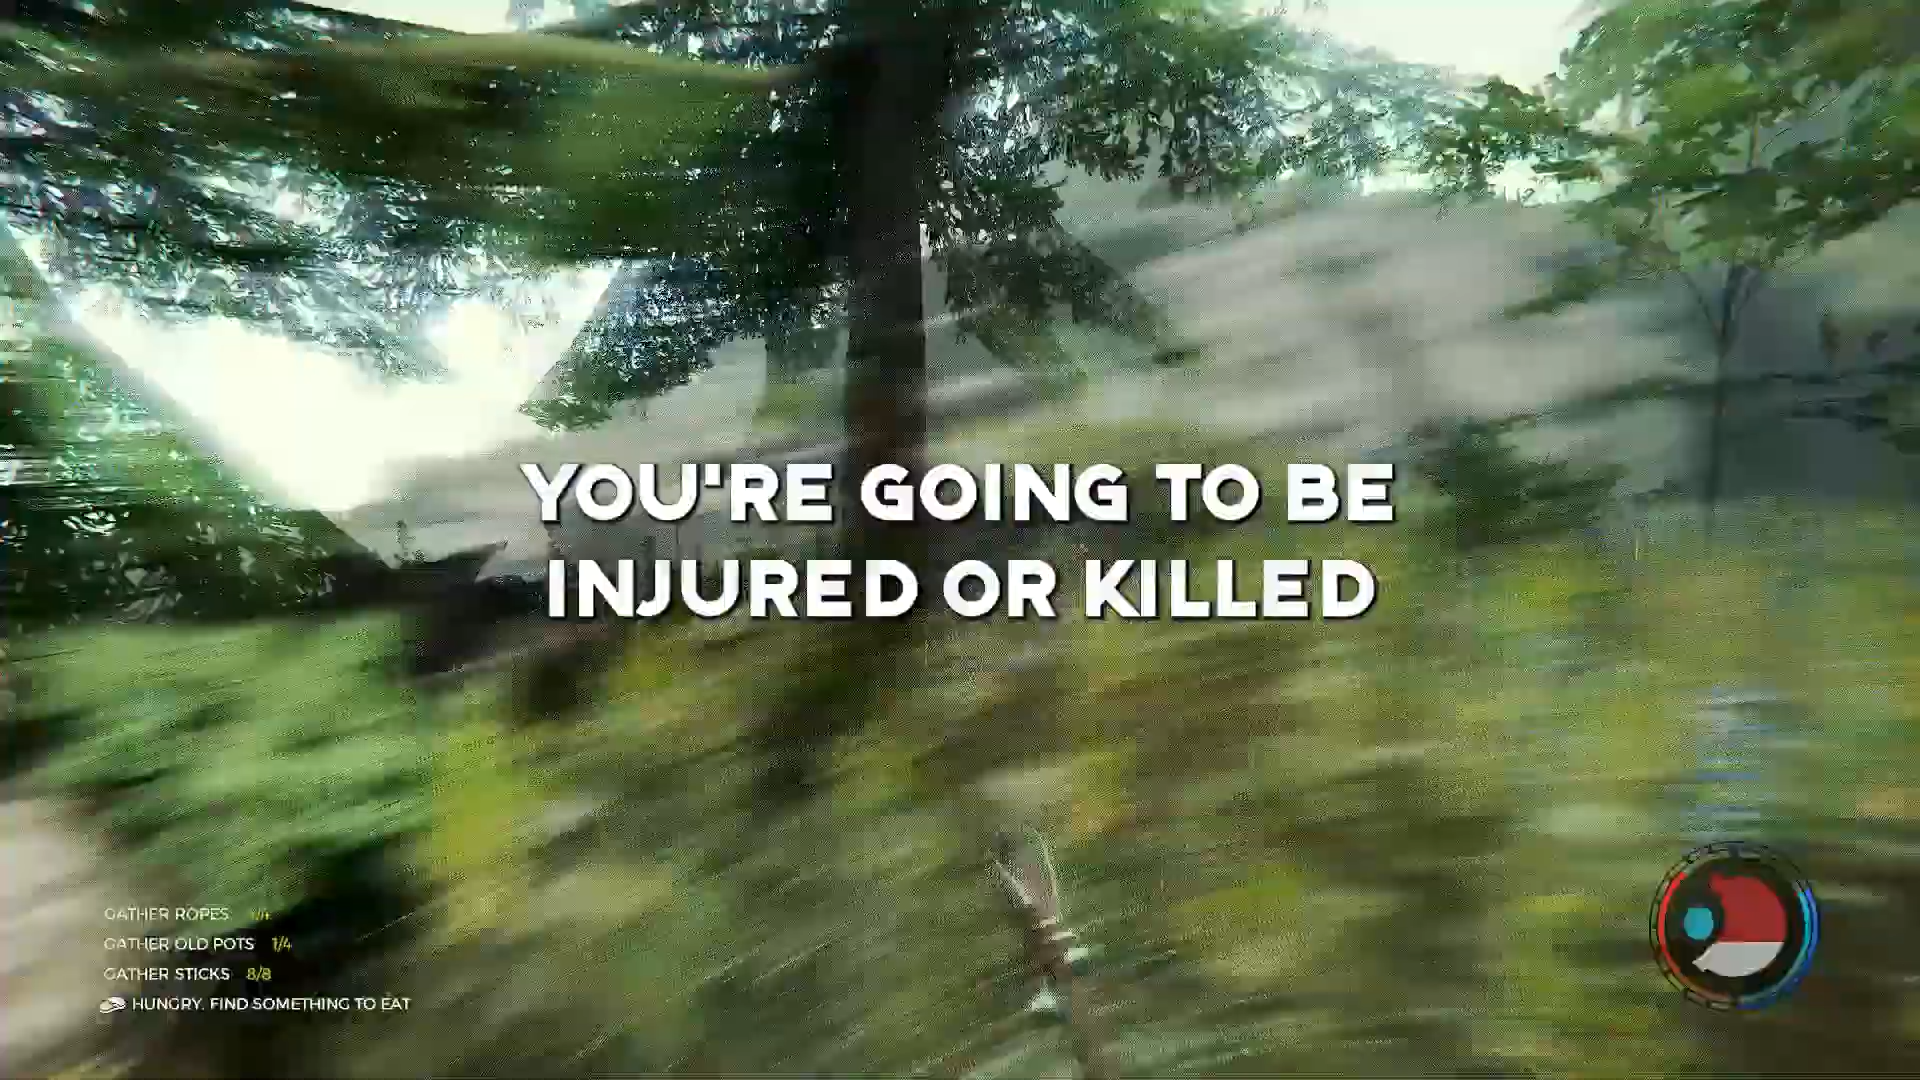 YOU'RE GOING TO BE
INJURED OR KILLED
GATHER ROPES
GATHER OLD POTS 1/4
GATHER STICKS 8/8
HUNGRY. FIND SOMETHING TO EAT